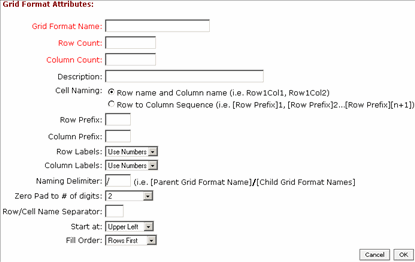 Grid Format Attributes:
Grid Format Name:
Row Count:
Column Count:
Description:
Cell Naming: Row name and Column name (i.e. Row1Col1, Row1Col2)
Row to Column Sequence (i.e. [Row Prefix]1, [Row Prefix]2...[Row Prefix][n+1])
Row Prefix:
Column Prefix:
Row Labels: Use Numbers
Column Labels: Use Numbers
Naming Delimiter: / (i.e. [Parent Grid Format Name]/[Child Grid Format Names]
Zero Pad to # of digits: 2
Row/Cell Name Separator:
Start at: Upper Left
Fill Order: Rows First
Cancel OK